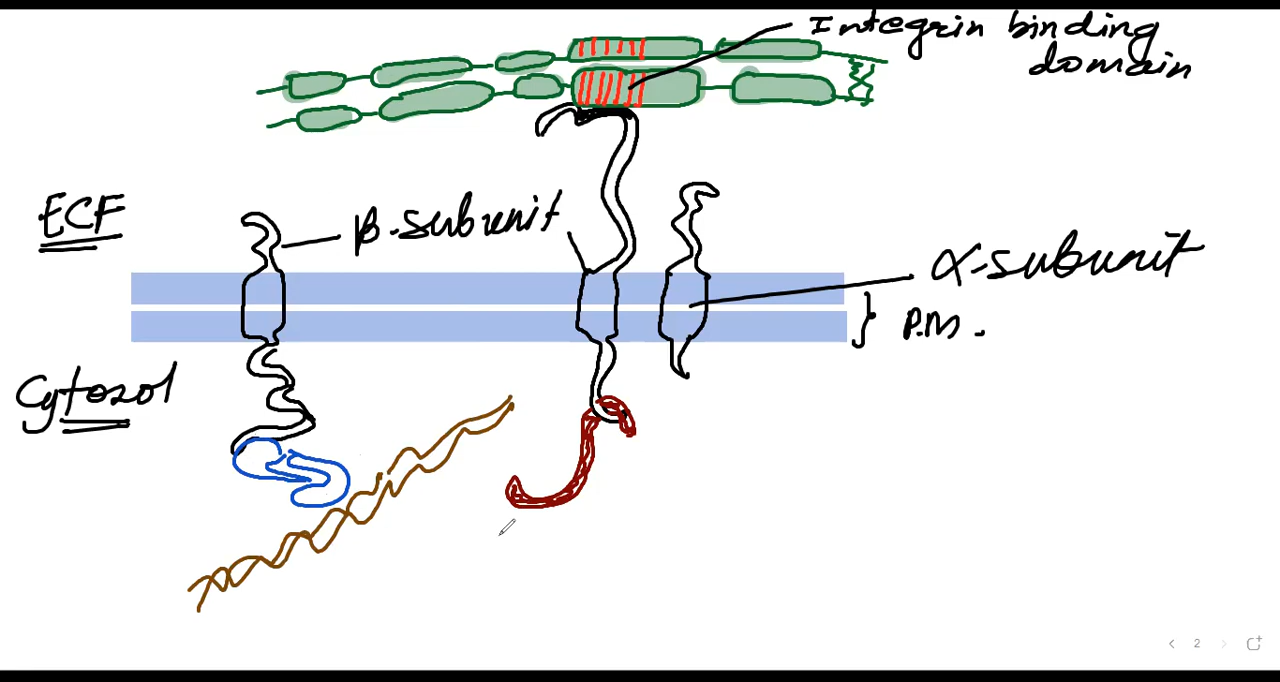 Integrin binding
domain
ECF
β-subunit
α-subunit
P.M.
Cytosol
2